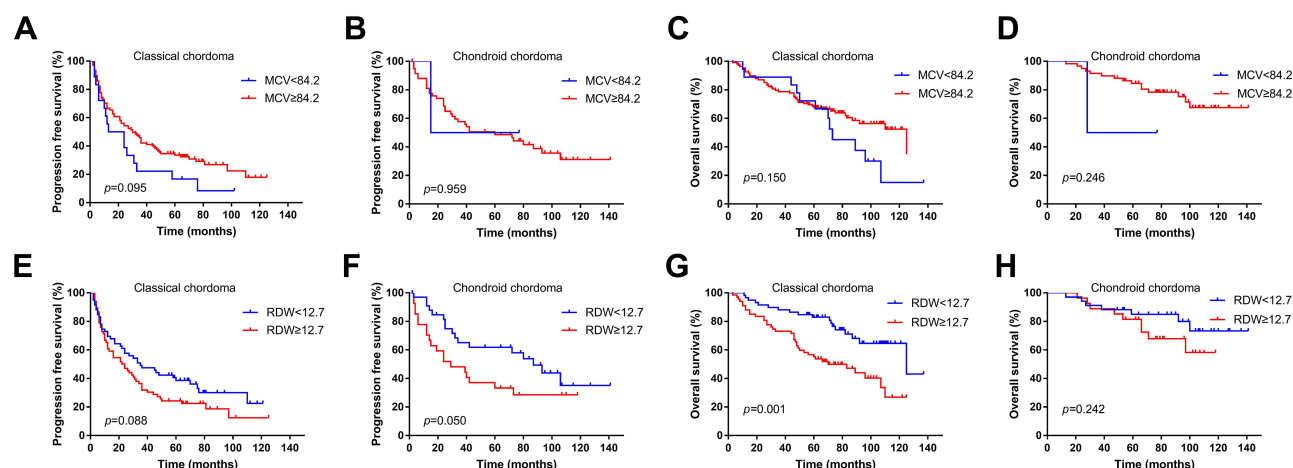 A
Classical chordoma
Progression free survival (%)
100
80
60
40
20
0
MCV<84.2
MCV≥84.2
p=0.095
0 20 40 60 80 100 120 140
Time (months)
B
Chondroid chordoma
Progression free survival (%)
100
80
60
40
20
0
MCV<84.2
MCV≥84.2
p=0.959
0 20 40 60 80 100 120 140
Time (months)
C
Classical chordoma
Overall survival (%)
100
80
60
40
20
0
MCV<84.2
MCV≥84.2
p=0.150
0 20 40 60 80 100 120 140
Time (months)
D
Chondroid chordoma
Overall survival (%)
100
80
60
40
20
0
MCV<84.2
MCV≥84.2
p=0.246
0 20 40 60 80 100 120 140
Time (months)
E
Classical chordoma
Progression free survival (%)
100
80
60
40
20
0
RDW<12.7
RDW≥12.7
p=0.088
0 20 40 60 80 100 120 140
Time (months)
F
Chondroid chordoma
Progression free survival (%)
100
80
60
40
20
0
RDW<12.7
RDW≥12.7
p=0.050
0 20 40 60 80 100 120 140
Time (months)
G
Classical chordoma
Overall survival (%)
100
80
60
40
20
0
RDW<12.7
RDW≥12.7
p=0.001
0 20 40 60 80 100 120 140
Time (months)
H
Chondroid chordoma
Overall survival (%)
100
80
60
40
20
0
RDW<12.7
RDW≥12.7
p=0.242
0 20 40 60 80 100 120 140
Time (months)